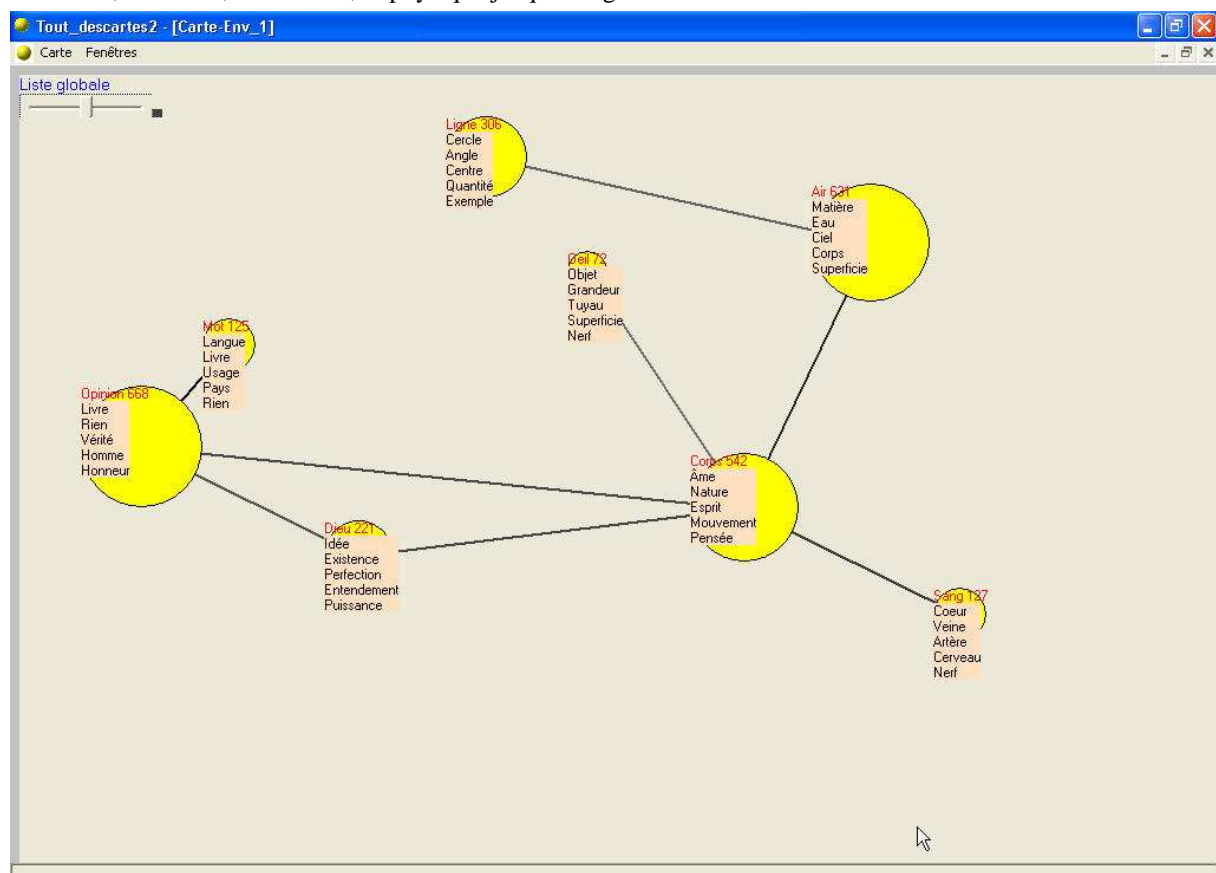 Tout_descartes2 - [Carte-Env_1]
Carte Fenêtres
Liste globale
Ligne 306
Cercle
Angle
Centre
Quantité
Exemple
Air 631
Matière
Eau
Ciel
Corps
Superficie
Oeil 72
Objet
Grandeur
Tuyau
Superficie
Nerf
Mot 125
Langue
Livre
Usage
Pays
Rien
Opinion 668
Livre
Rien
Vérité
Homme
Honneur
Corps 542
Âme
Nature
Esprit
Mouvement
Pensée
Dieu 221
Idée
Existence
Perfection
Entendement
Puissance
Sang 127
Coeur
Veine
Artère
Cerveau
Nerf